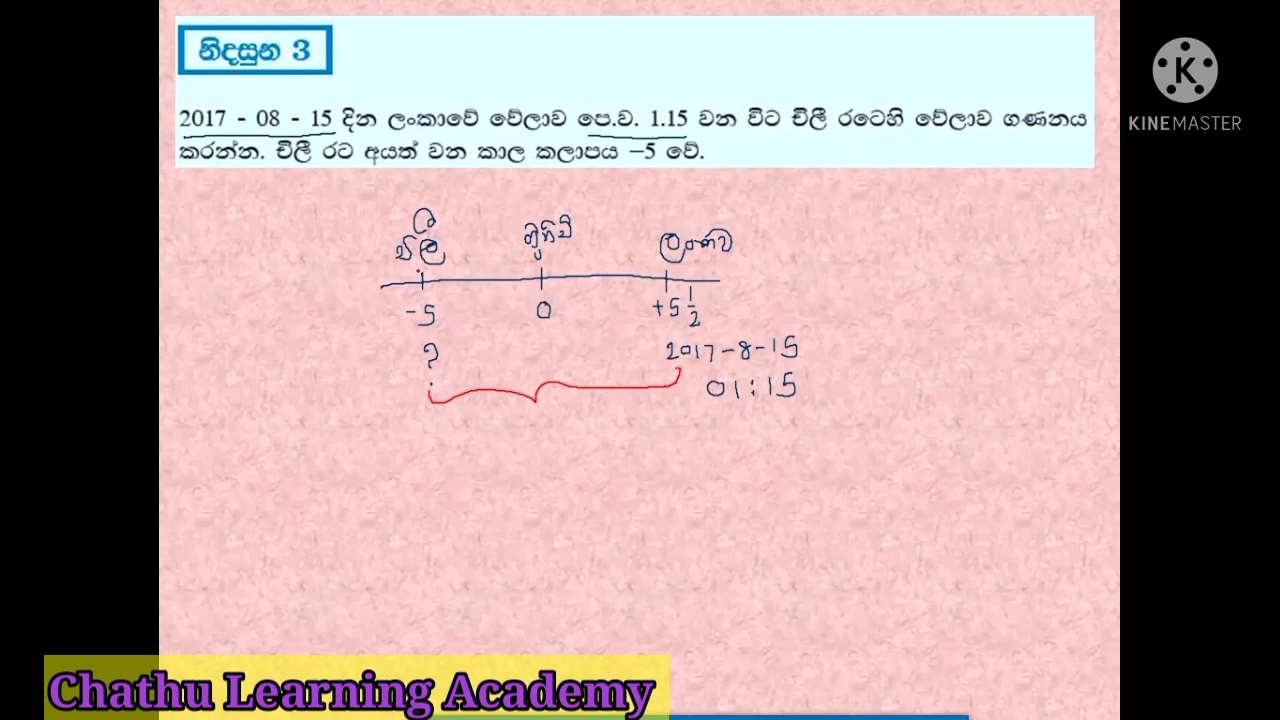 නිදසුන 3
KINEMASTER
2017 - 08 - 15 දින ලංකාවේ වේලාව පෙ.ව. 1.15 වන විට චිලී රටෙහි වේලාව ගණනය
කරන්න. චිලී රට අයත් වන කාල කලාපය −5 වේ.
චිලී ග්‍රිනිච් ලංකාව
-5 0 +5 1/2
? 2017-8-15
01:15
Chathu Learning Academy